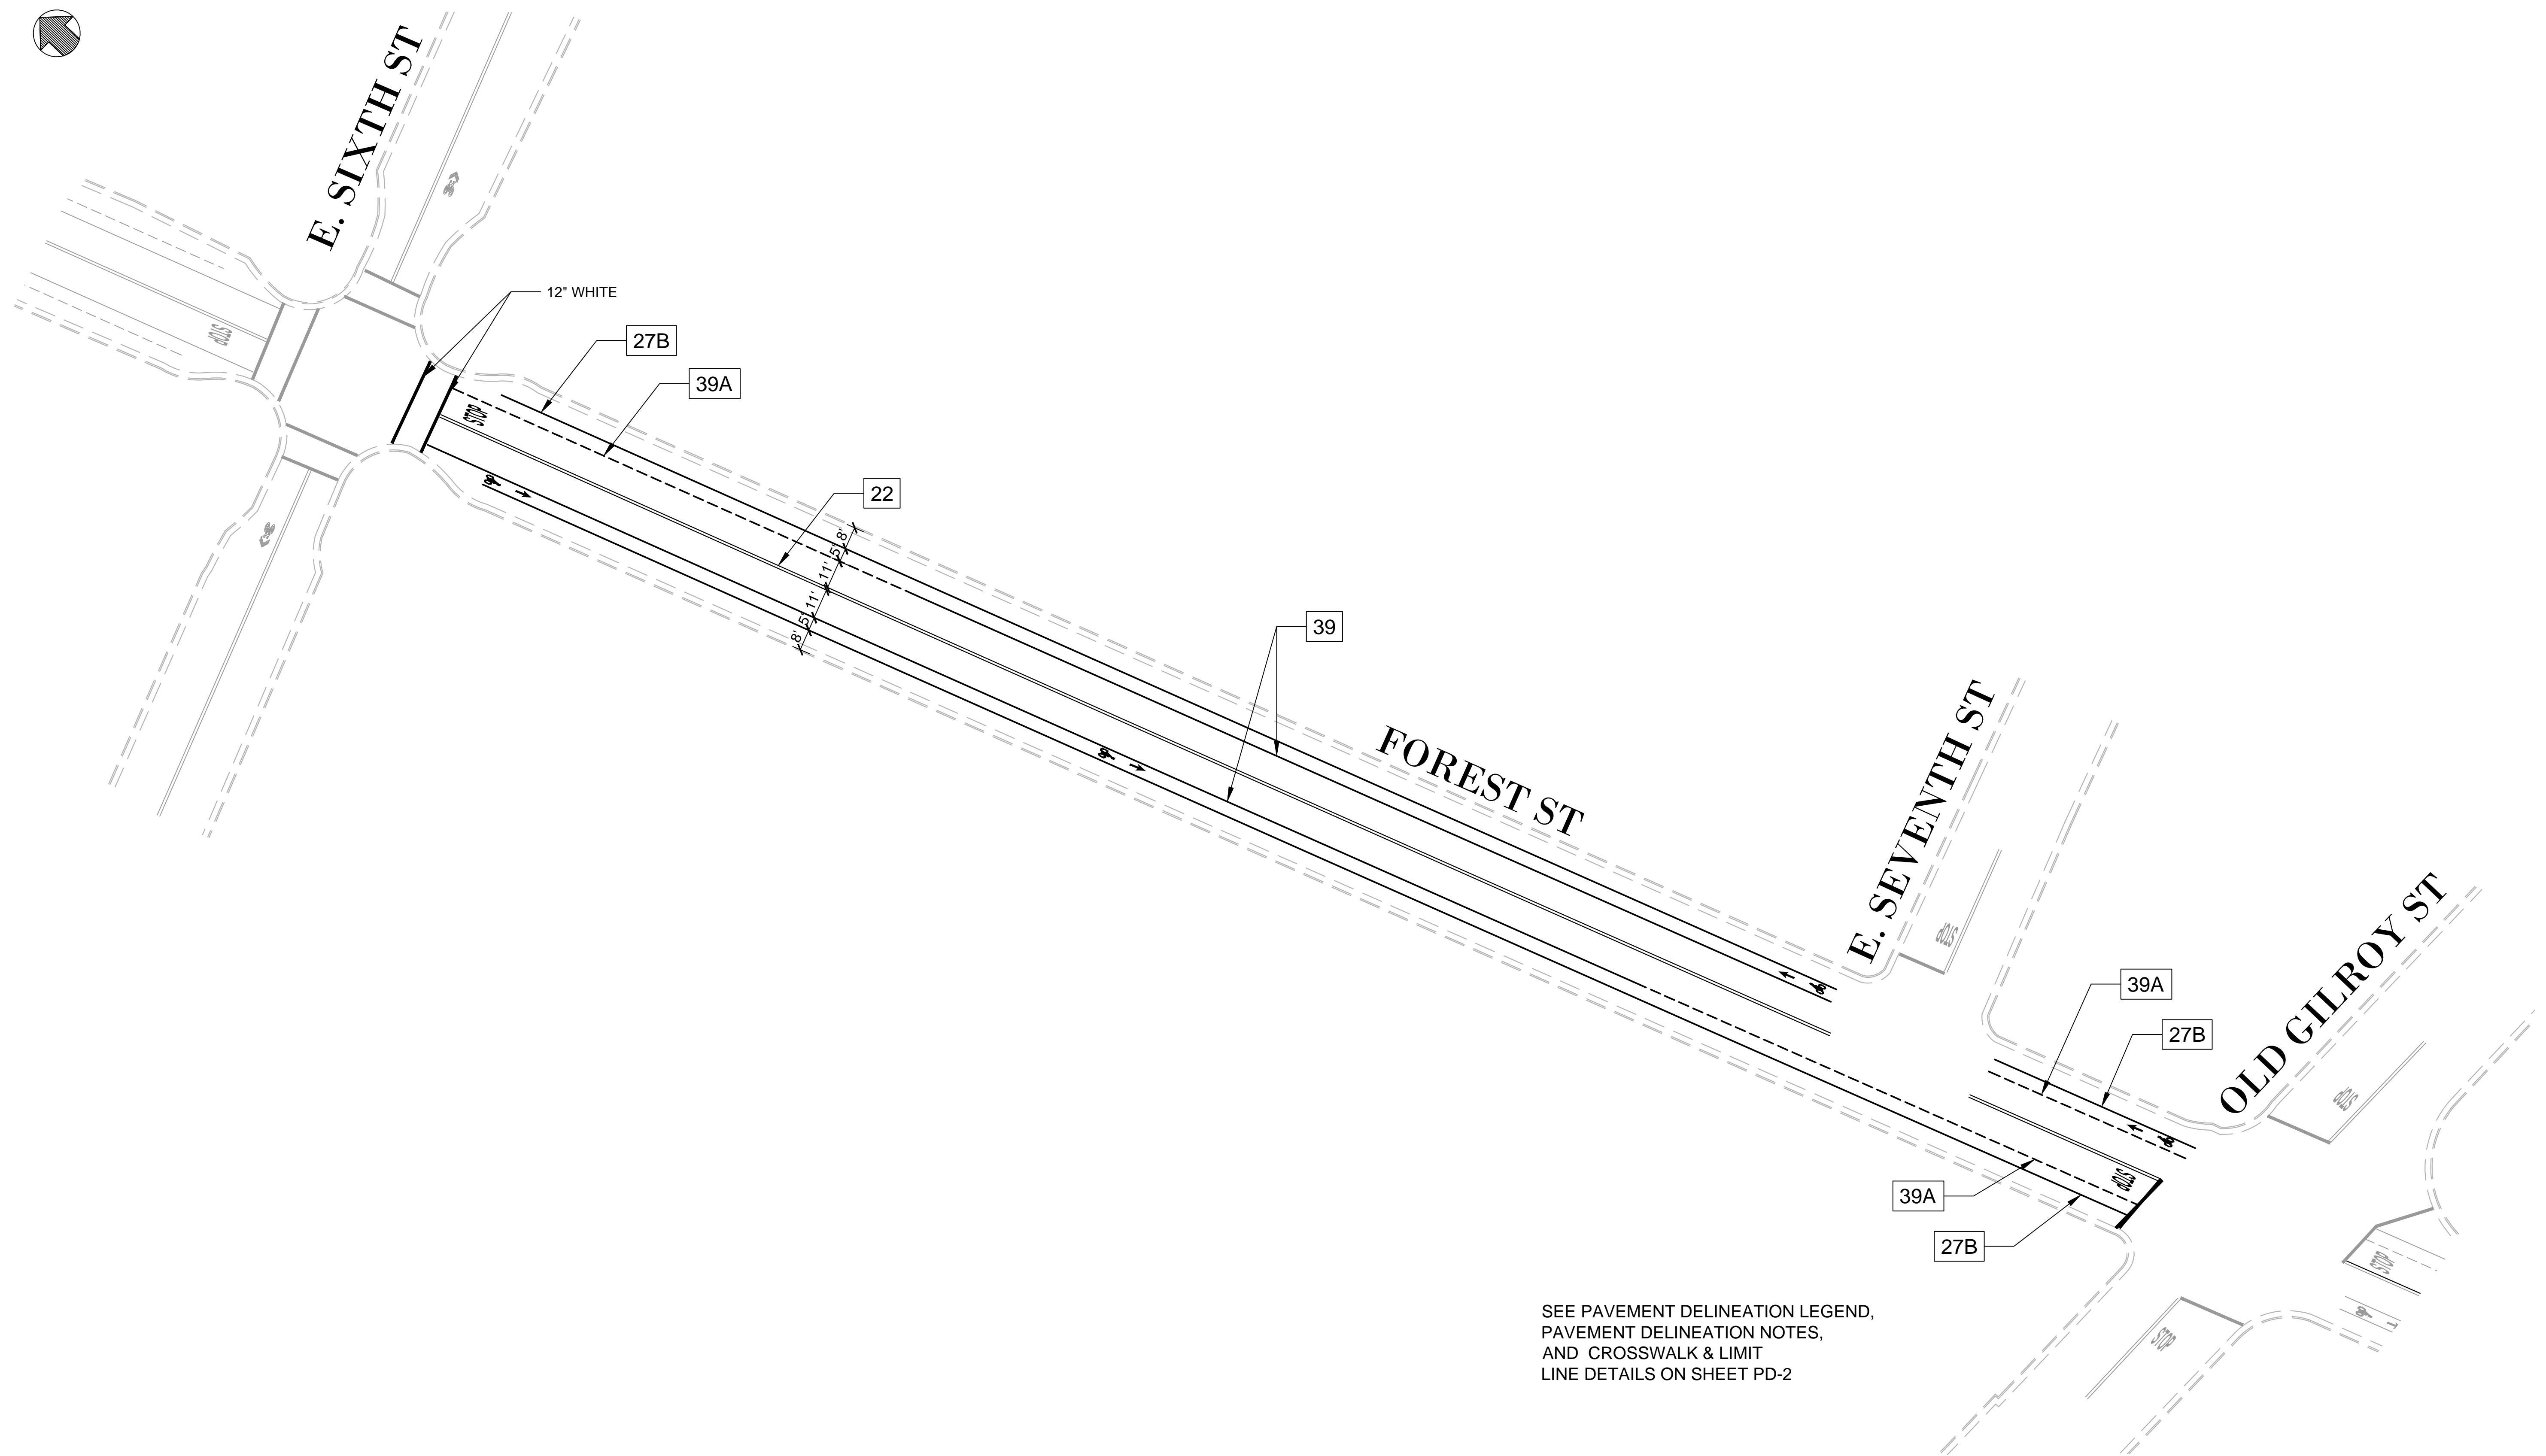 E. SIXTH ST
12" WHITE
27B
39A
STOP
STOP
22
8'
5'
11'
11'
5'
8'
39
FOREST ST
E. SEVENTH ST
STOP
39A
27B
OLD GILROY ST
STOP
STOP
39A
27B
STOP
STOP
SEE PAVEMENT DELINEATION LEGEND,
PAVEMENT DELINEATION NOTES,
AND CROSSWALK & LIMIT
LINE DETAILS ON SHEET PD-2